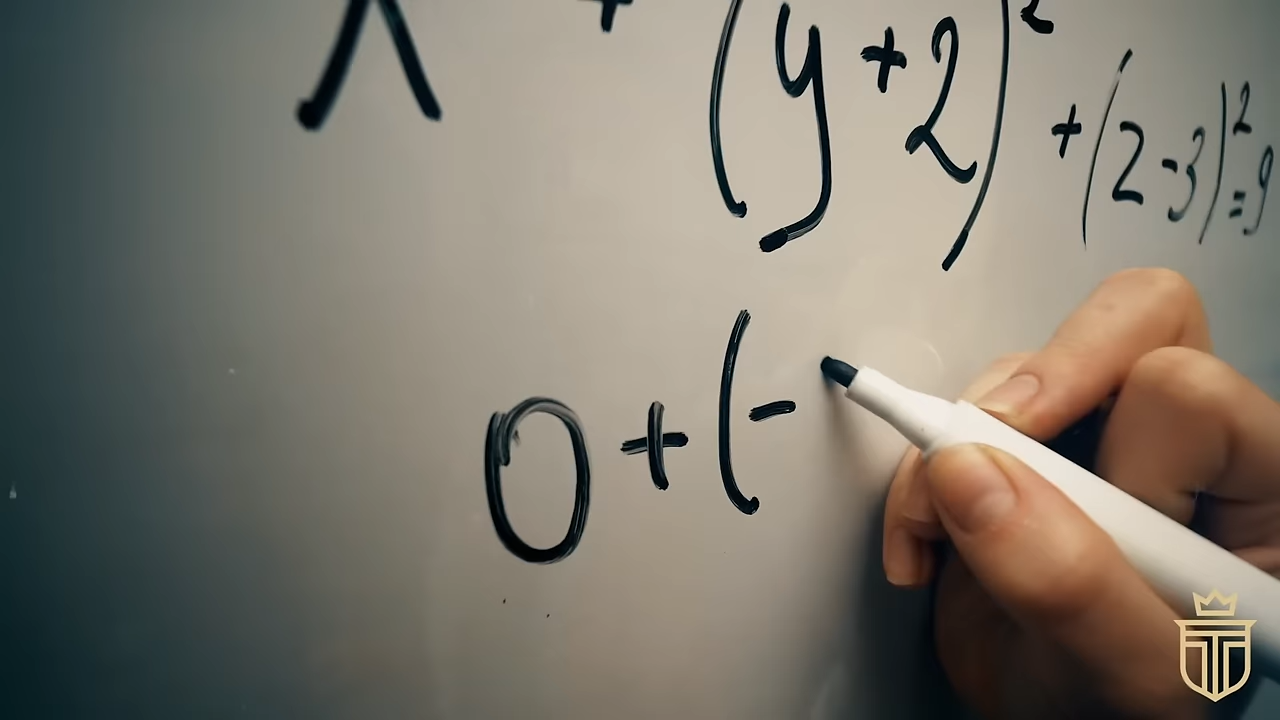 x + (y + 2)² + (2 - 3)² = 9
0 + (-